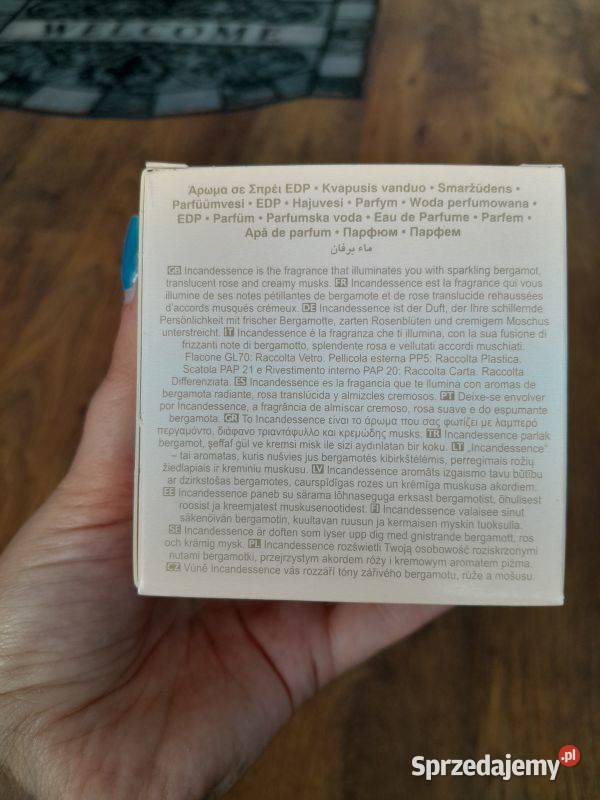 WELCOME
Άρωμα σε Σπρέι EDP • Kvapusis vanduo • Smaržūdens •
Parfüümvesi • EDP • Hajuvesi • Parfym • Woda perfumowana •
EDP • Parfüm • Parfumska voda • Eau de Parfume • Parfem •
Apă de parfum • Парфюм • Парфем
ماء برفان
GB Incandessence is the fragrance that illuminates you with sparkling bergamot,
translucent rose and creamy musks. FR Incandessence est la fragrance qui vous
illumine de ses notes pétillantes de bergamote et de rose translucide rehaussées
d'accords musqués crémeux. DE Incandessence ist der Duft, der Ihre schillernde
Persönlichkeit mit frischer Bergamotte, zarten Rosenblüten und cremigem Moschus
unterstreicht. IT Incandessence è la fragranza che ti illumina, con la sua fusione di
frizzanti note di bergamotto, splendente rosa e vellutati accordi muschiati.
Flacone GL70: Raccolta Vetro. Pellicola esterna PP5: Raccolta Plastica.
Scatola PAP 21 e Rivestimento interno PAP 20: Raccolta Carta. Raccolta
Differenziata. ES Incandessence es la fragancia que te ilumina con aromas de
bergamota radiante, rosa translúcida y almizcles cremosos. PT Deixe-se envolver
por Incandessence, a fragrância de almíscar cremoso, rosa suave e do espumante
bergamota. GR Το Incandessence είναι το άρωμα που σας φωτίζει με λαμπερό
περγαμόντο, διάφανο τριαντάφυλλο και κρεμώδης musks. TR Incandessence parlak
bergamot, şeffaf gül ve kremsi misk ile sizi aydınlatan bir koku. LT „Incandessence"
– tai aromatas, kuris nušvies jus bergamotės kibirkštėlėmis, perregimais rožių
žiedlapiais ir kreminiu muskusu. LV Incandessence aromāts izgaismo tavu būtību
ar dzirkstošas bergamotes, caurspīdīgas rozes un krēmīga muskusa akordiem.
EE Incandessence paneb su särama lõhnaseguga erksast bergamotist, õhulisest
roosist ja kreemjatest muskusenootidest. FI Incandessence valaisee sinut
säkenöivän bergamotin, kuultavan ruusun ja kermaisen myskin tuoksulla.
SE Incandessence är doften som lyser upp dig med gnistrande bergamott, ros
och krämig mysk. PL Incandessence rozświetli Twoją osobowość roziskrzonymi
nutami bergamotki, przejrzystym akordem róży i kremowym aromatem piżma.
CZ Vůně Incandessence vás rozzáří tóny zářivého bergamotu, růže a mošusu.
Sprzedajemy.pl